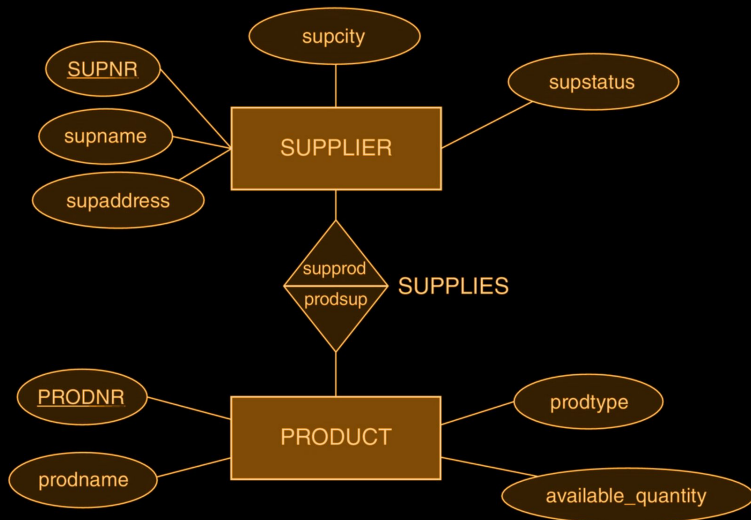 supcity
SUPNR
supstatus
supname
SUPPLIER
supaddress
supprod
prodsup
SUPPLIES
PRODNR
prodtype
PRODUCT
prodname
available_quantity